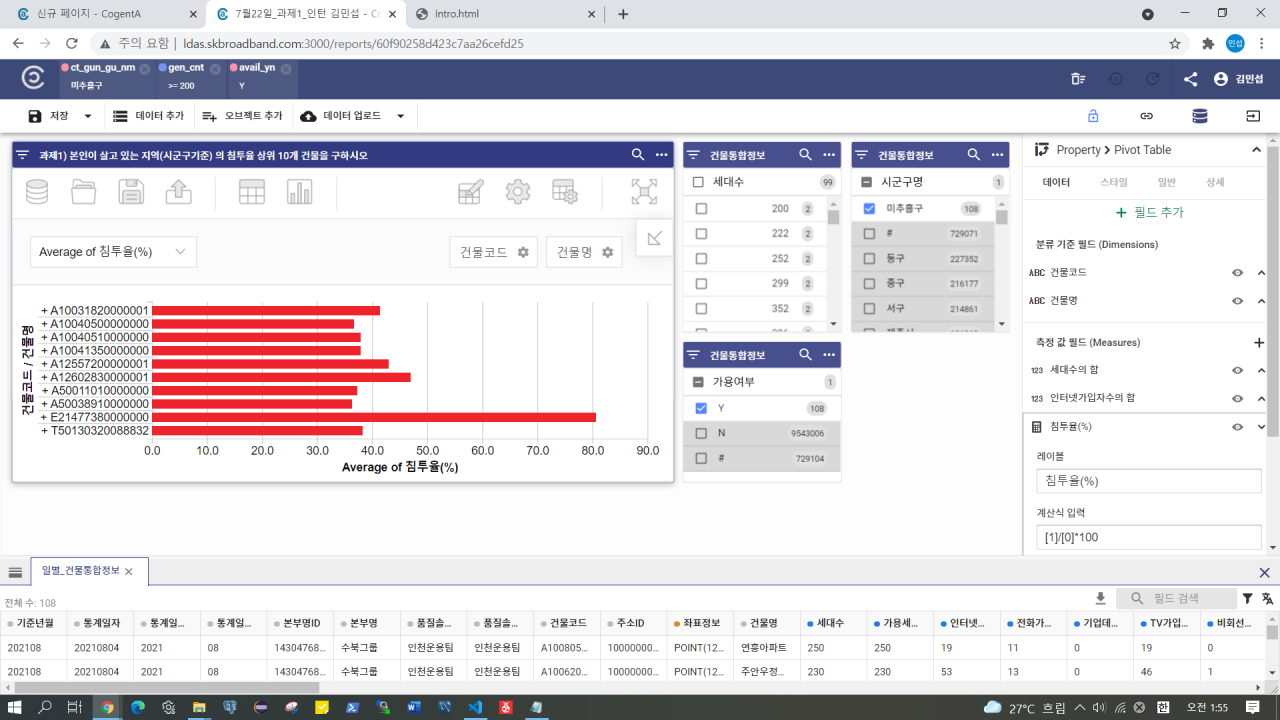 신규 페이지 - CogentA
7월22일_과제1_인턴 김민섭 - Co
intro.html
주의 요함 | ldas.skbroadband.com:3000/reports/60f90258d423c7aa26cefd25
민섭
ct_gun_gu_nm
미추홀구
gen_cnt
>= 200
avail_yn
Y
김민섭
저장
데이터 추가
오브젝트 추가
데이터 업로드
과제1) 본인이 살고 있는 지역(시군구기준) 의 침투율 상위 10개 건물을 구하시오
Average of 침투율(%)
건물코드
건물명
건물코드 / 건물명
+ A10031820000001
+ A10040500000000
+ A10040510000000
+ A10041350000000
+ A12557200000001
+ A12602830000001
+ A50011010000000
+ A50038910000000
+ E21477380000000
+ T50130320088832
0.0 10.0 20.0 30.0 40.0 50.0 60.0 70.0 80.0 90.0
Average of 침투율(%)
건물통합정보
세대수 99
200 2
222 2
252 2
299 2
352 2
건물통합정보
시군구명 1
미추홀구 108
# 729071
동구 227352
중구 216177
서구 214861
건물통합정보
가용여부 1
Y 108
N 9543006
# 729104
Property > Pivot Table
데이터 스타일 일반 상세
+ 필드 추가
분류 기준 필드 (Dimensions)
ABC 건물코드
ABC 건물명
측정 값 필드 (Measures)
123 세대수의 합
123 인터넷가입자수의 합
침투율(%)
레이블
침투율(%)
계산식 입력
[1]/[0]*100
일별_건물통합정보
전체 수: 108
필드 검색
기준년월 통계일자 통계일... 통계일... 본부명ID 본부명 품질솔... 품질솔... 건물코드 주소ID 좌표정보 건물명 세대수 가용세... 인터넷... 전화가... 기업데... TV가입... 비회선...
202108 20210804 2021 08 14304768... 수북그룹 인천운용팀 인천운용팀 A100805... 10000000... POINT(12... 연흥아파트 250 250 19 11 0 19 0
202108 20210804 2021 08 14304768... 수북그룹 인천운용팀 인천운용팀 A100620... 10000000... POINT(12... 주안우정... 230 230 53 13 0 46 1
27°C 흐림
한
오전 1:55